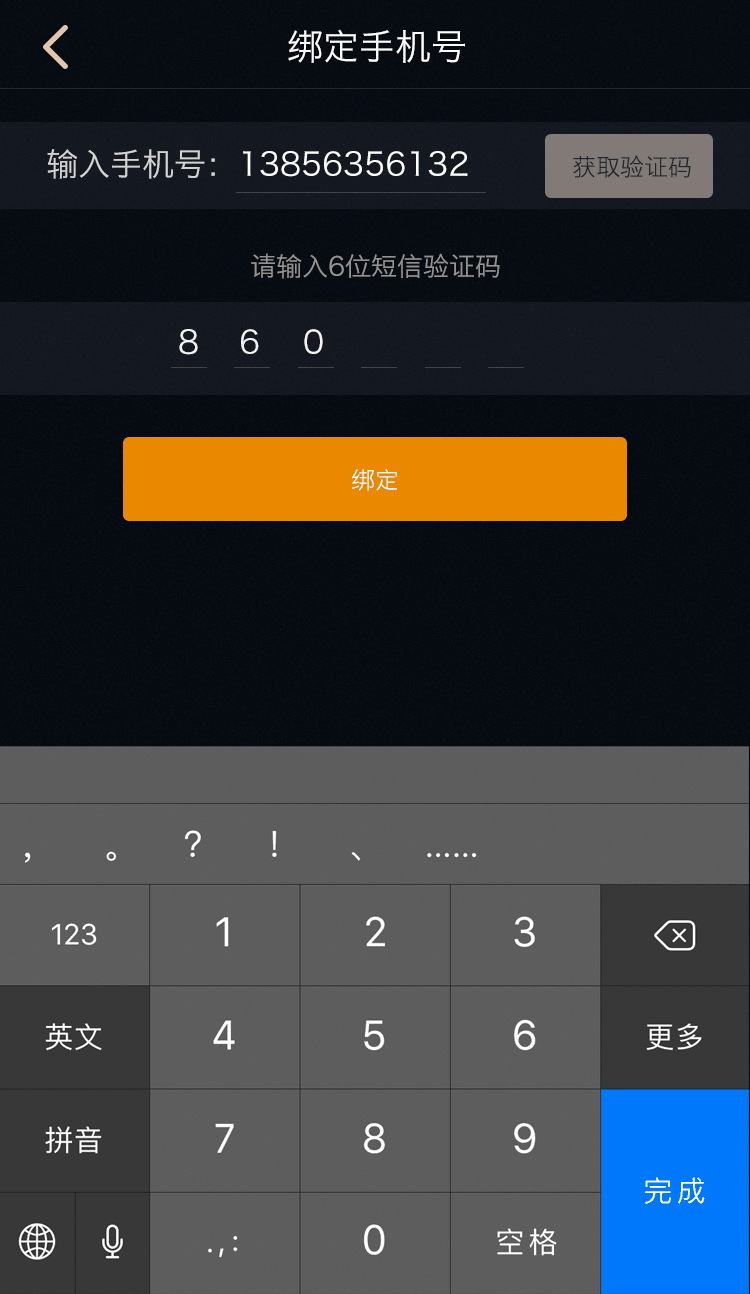 绑定手机号
输入手机号: 13856356132 获取验证码
请输入6位短信验证码
8 6 0
绑定
， 。 ? ! 、 ……
123 1 2 3
英文 4 5 6 更多
拼音 7 8 9
完成
.,: 0 空格